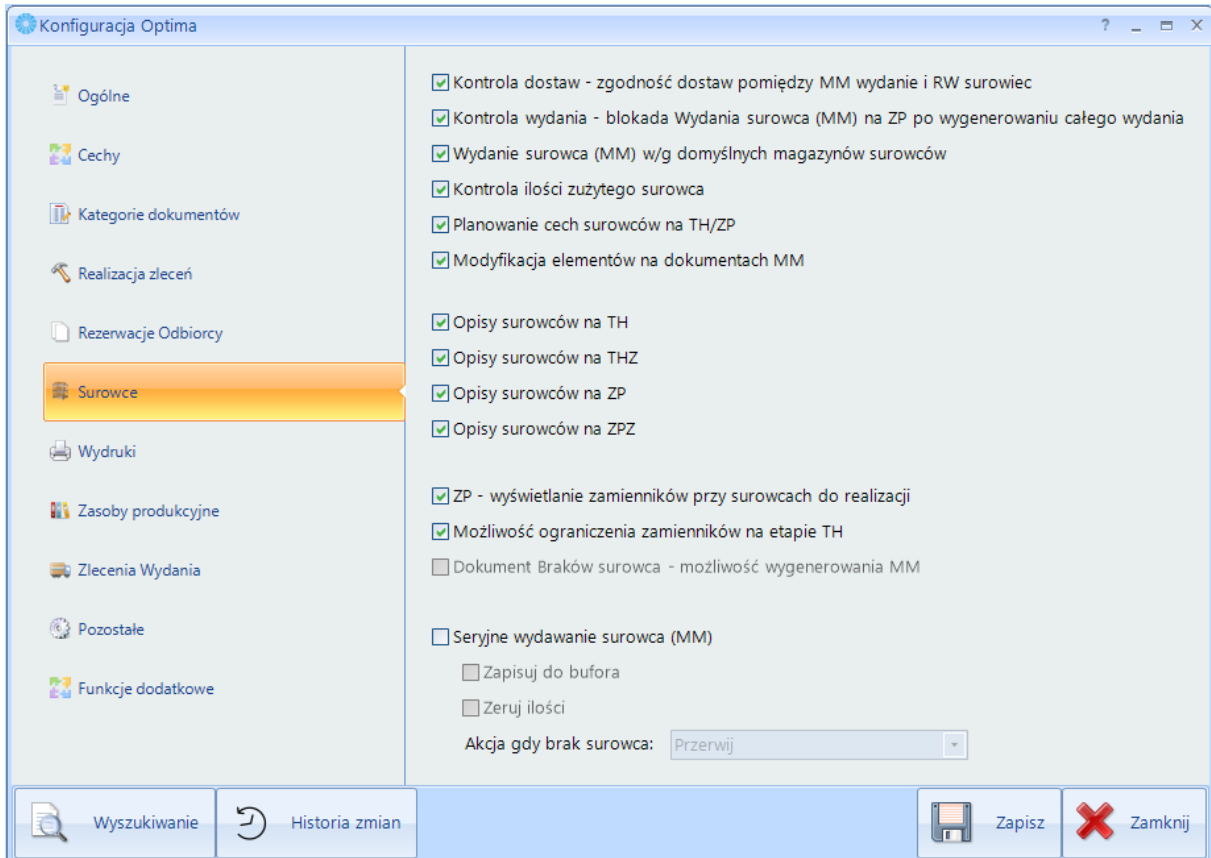 Konfiguracja Optima
Ogólne
Cechy
Kategorie dokumentów
Realizacja zleceń
Rezerwacje Odbiorcy
Surowce
Wydruki
Zasoby produkcyjne
Zlecenia Wydania
Pozostałe
Funkcje dodatkowe
Kontrola dostaw - zgodność dostaw pomiędzy MM wydanie i RW surowiec
Kontrola wydania - blokada Wydania surowca (MM) na ZP po wygenerowaniu całego wydania
Wydanie surowca (MM) w/g domyślnych magazynów surowców
Kontrola ilości zużytego surowca
Planowanie cech surowców na TH/ZP
Modyfikacja elementów na dokumentach MM
Opisy surowców na TH
Opisy surowców na THZ
Opisy surowców na ZP
Opisy surowców na ZPZ
ZP - wyświetlanie zamienników przy surowcach do realizacji
Możliwość ograniczenia zamienników na etapie TH
Dokument Braków surowca - możliwość wygenerowania MM
Seryjne wydawanie surowca (MM)
Zapisuj do bufora
Zeruj ilości
Akcja gdy brak surowca: Przerwij
Wyszukiwanie Historia zmian Zapisz Zamknij